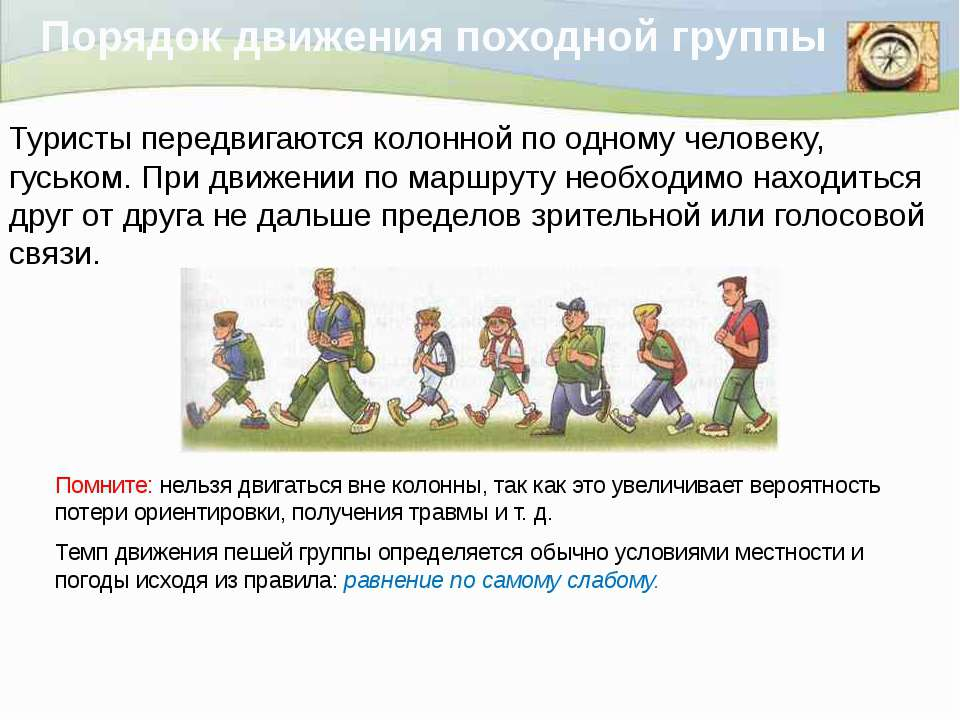 Порядок движения походной группы
Туристы передвигаются колонной по одному человеку,
гуськом. При движении по маршруту необходимо находиться
друг от друга не дальше пределов зрительной или голосовой
связи.
Помните: нельзя двигаться вне колонны, так как это увеличивает вероятность
потери ориентировки, получения травмы и т. д.
Темп движения пешей группы определяется обычно условиями местности и
погоды исходя из правила: равнение по самому слабому.